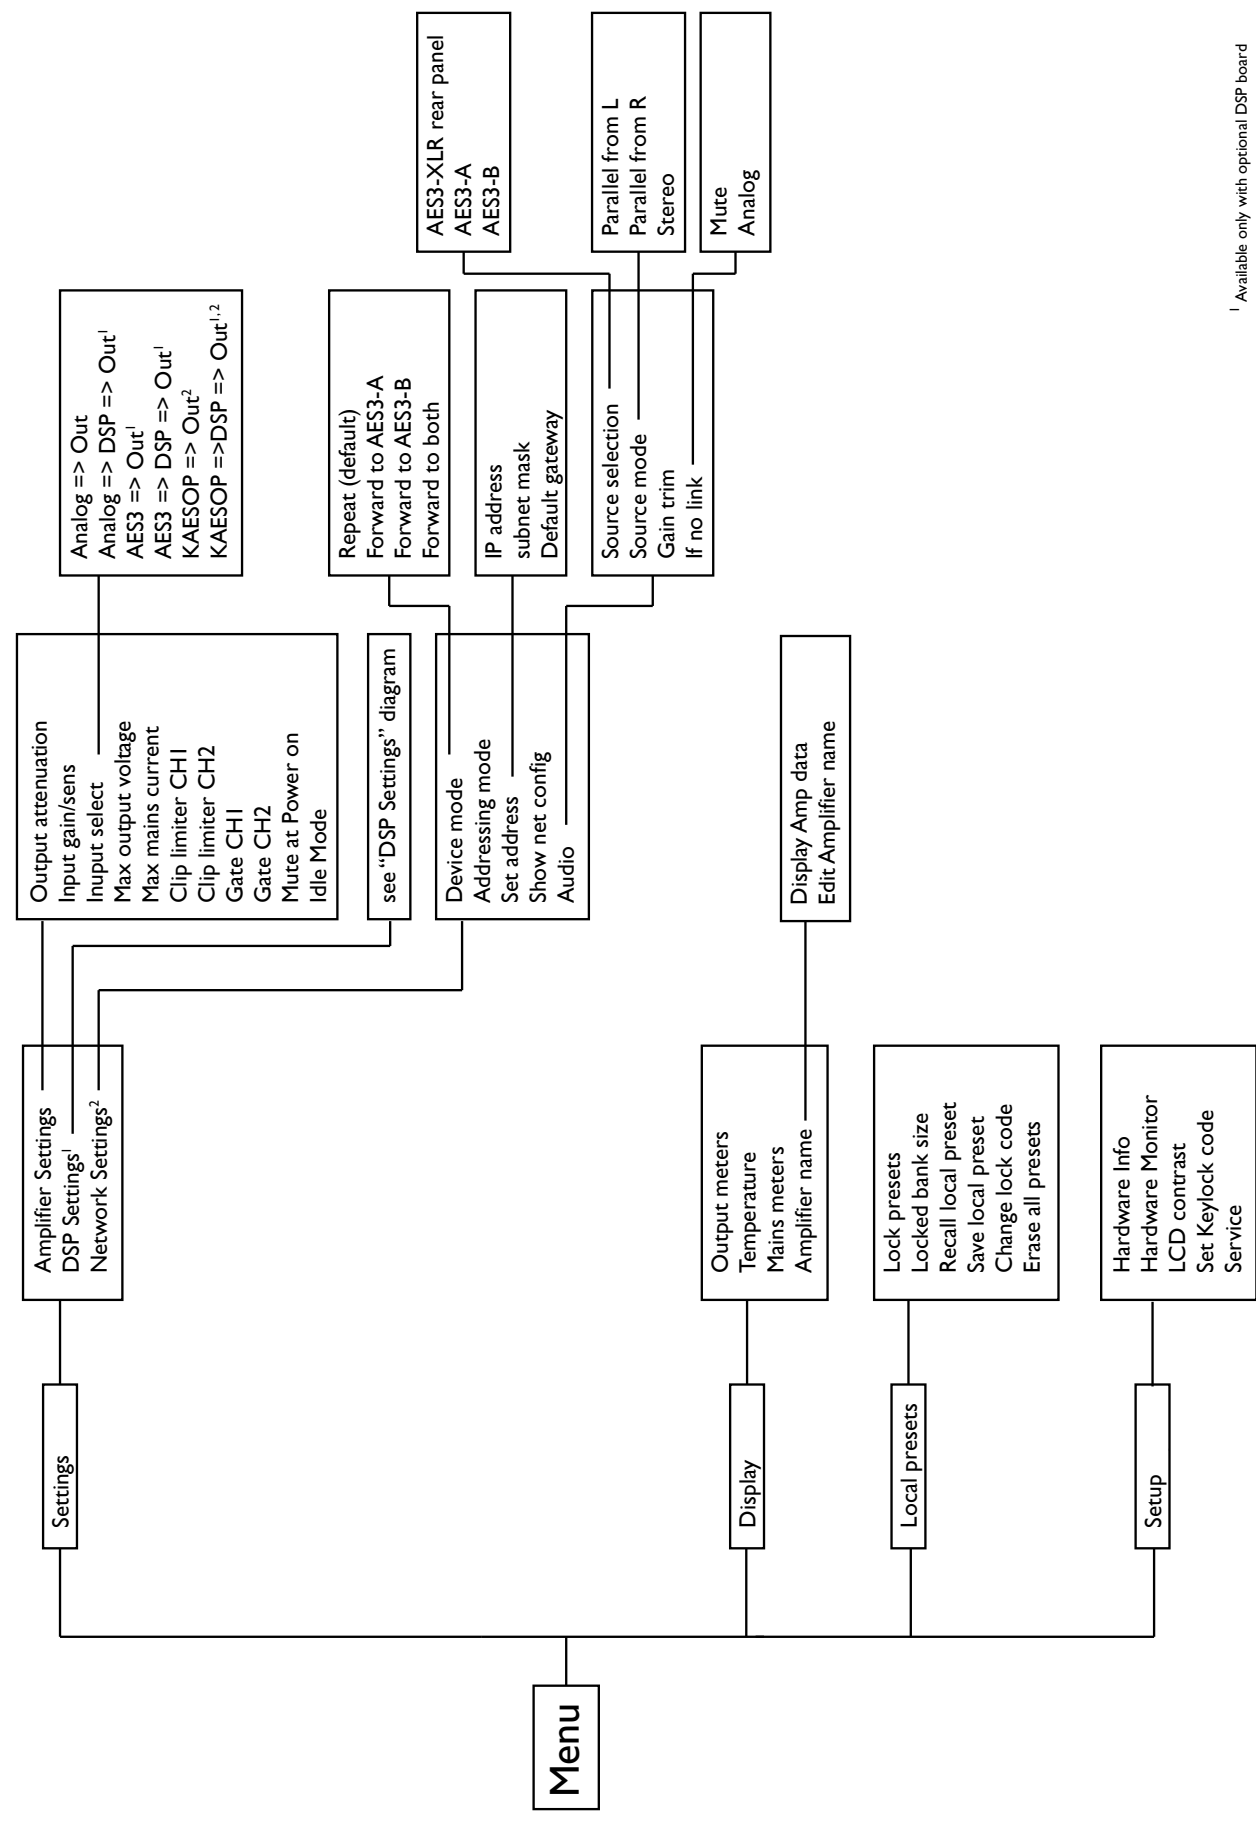 Menu
Settings
Amplifier Settings
DSP Settings¹
Network Settings²
Output attenuation
Input gain/sens
Inuput select
Max output voltage
Max mains current
Clip limiter CH1
Clip limiter CH2
Gate CH1
Gate CH2
Mute at Power on
Idle Mode
Analog => Out
Analog => DSP => Out¹
AES3 => Out¹
AES3 => DSP => Out¹
KAESOP => Out²
KAESOP =>DSP => Out¹,²
see “DSP Settings” diagram
Device mode
Addressing mode
Set address
Show net config
Audio
Repeat (default)
Forward to AES3-A
Forward to AES3-B
Forward to both
IP address
subnet mask
Default gateway
Source selection
Source mode
Gain trim
If no link
AES3-XLR rear panel
AES3-A
AES3-B
Parallel from L
Parallel from R
Stereo
Mute
Analog
Display
Output meters
Temperature
Mains meters
Amplifier name
Display Amp data
Edit Amplifier name
Local presets
Lock presets
Locked bank size
Recall local preset
Save local preset
Change lock code
Erase all presets
Setup
Hardware Info
Hardware Monitor
LCD contrast
Set Keylock code
Service
¹ Available only with optional DSP board